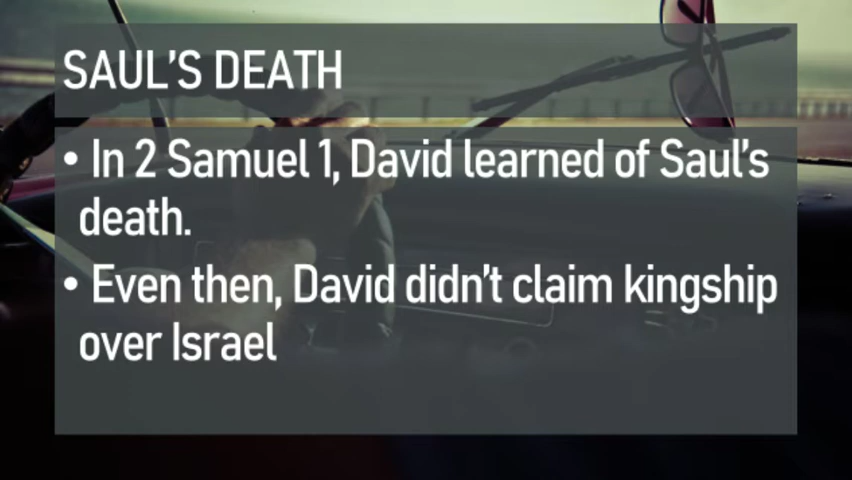 SAUL'S DEATH
• In 2 Samuel 1, David learned of Saul's
death.
• Even then, David didn't claim kingship
over Israel